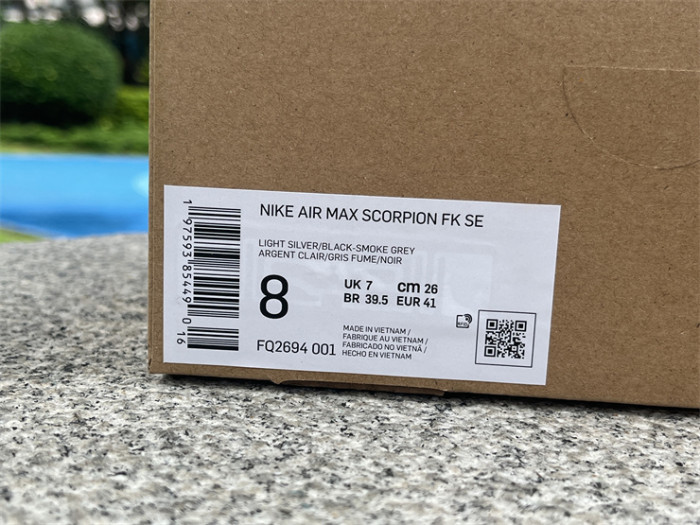 NIKE AIR MAX SCORPION FK SE
LIGHT SILVER/BLACK-SMOKE GREY
ARGENT CLAIR/GRIS FUME/NOIR
8
UK 7 cm 26
BR 39.5 EUR 41
FQ2694 001
MADE IN VIETNAM /
FABRIQUE AU VIETNAM /
FABRICADO NO VIETNÃ /
HECHO EN VIETNAM
1 97593 85449 0 16